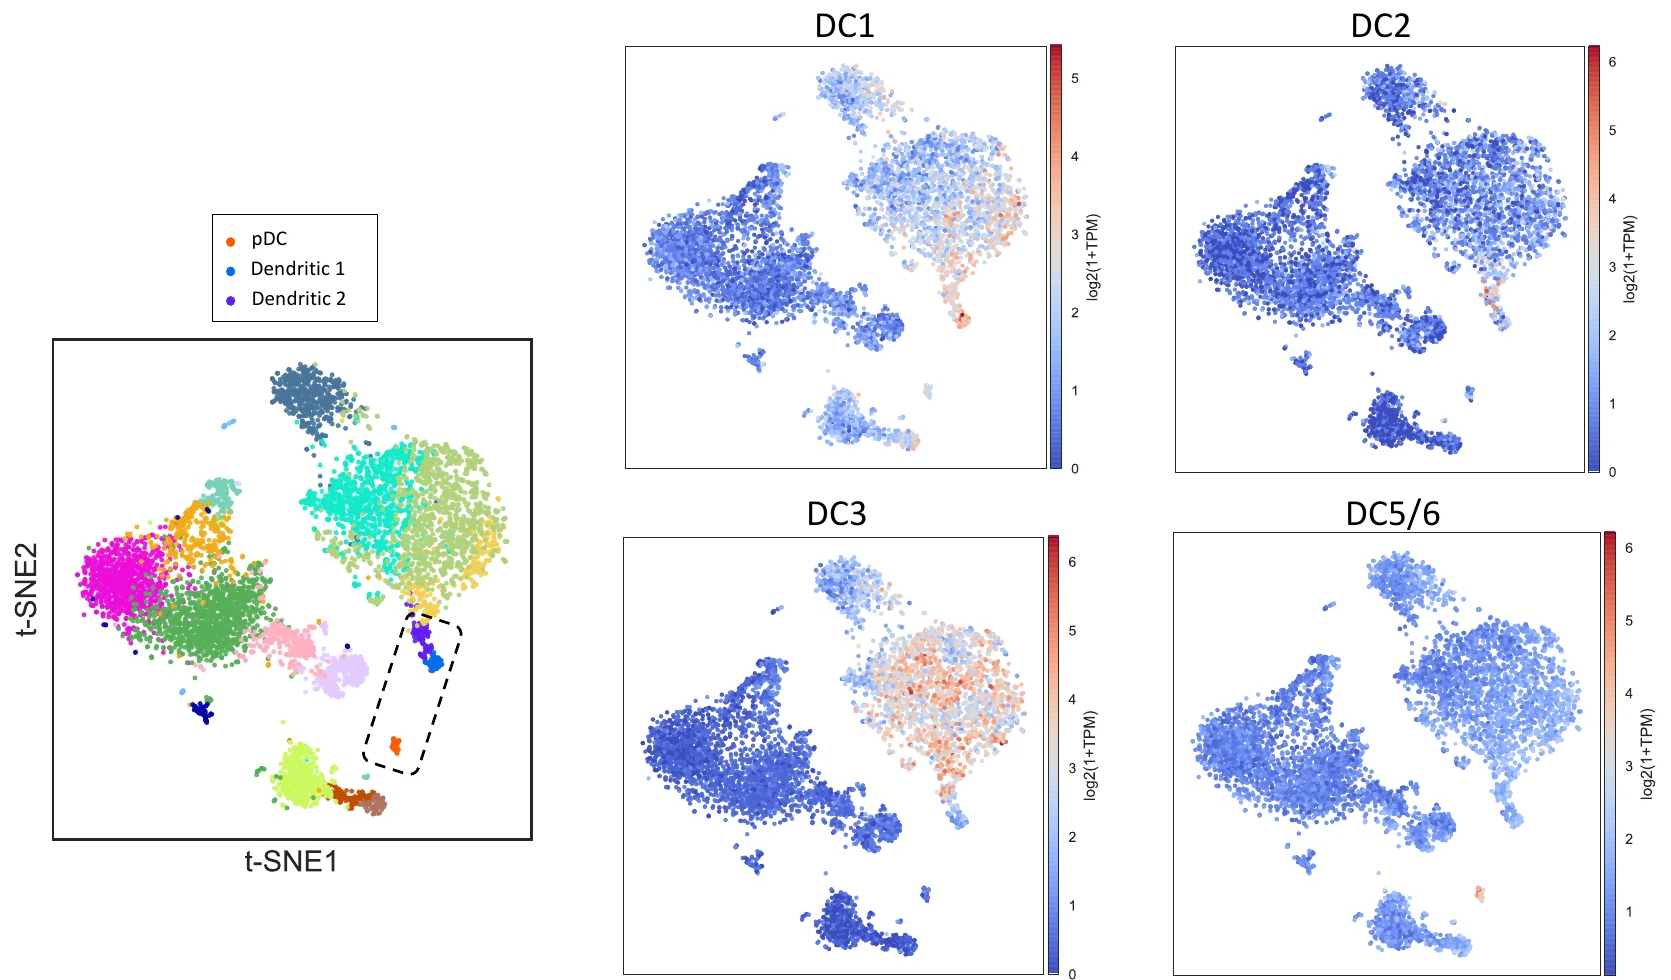 pDC
Dendritic 1
Dendritic 2
t-SNE2
t-SNE1
DC1
5
4
3
2
1
0
log2(1+TPM)
DC2
6
5
4
3
2
1
0
log2(1+TPM)
DC3
6
5
4
3
2
1
0
log2(1+TPM)
DC5/6
6
5
4
3
2
1
log2(1+TPM)